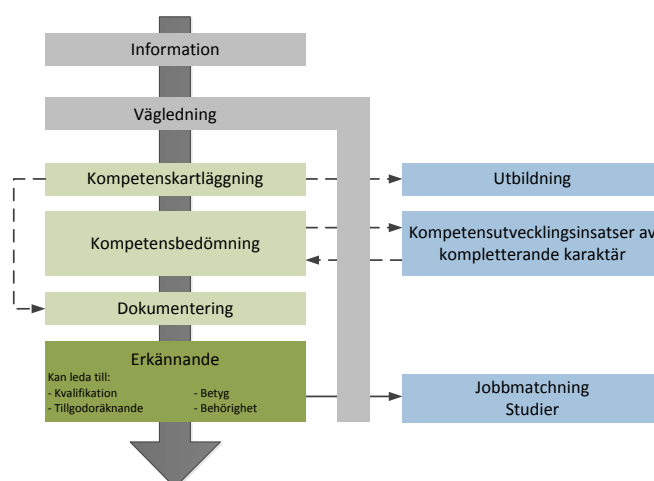 Information
Vägledning
Kompetenskartläggning
Utbildning
Kompetensbedömning
Kompetensutvecklingsinsatser av
kompletterande karaktär
Dokumentering
Erkännande
Kan leda till:
- Kvalifikation
- Betyg
- Tillgodoräknande
- Behörighet
Jobbmatchning
Studier